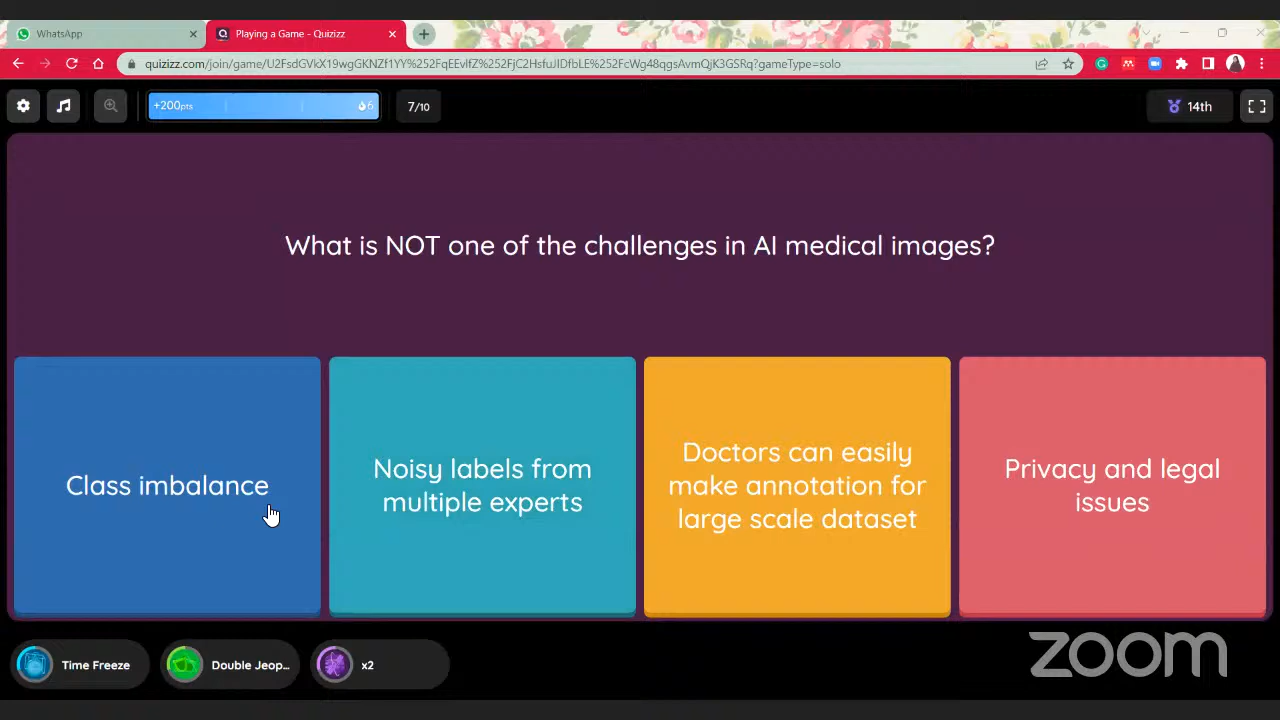 WhatsApp
Playing a Game - Quizizz
quizizz.com/join/game/U2FsdGVkX19wgGKNZf1YY%252FqEEvlfZ%252FjC2HsfuJIDfbLE%252FcWg48qgsAvmQjK3GSRq?gameType=solo
+200pts
6
7/10
14th
What is NOT one of the challenges in AI medical images?
Class imbalance
Noisy labels from
multiple experts
Doctors can easily
make annotation for
large scale dataset
Privacy and legal
issues
Time Freeze
Double Jeop...
x2
zoom